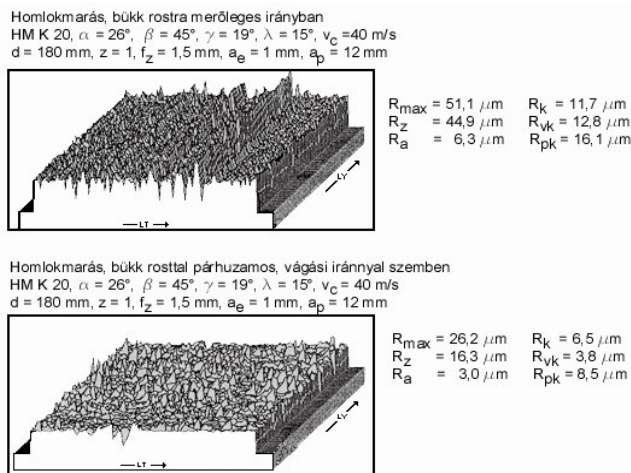 Homlokmarás, bükk rostra merőleges irányban
HM K 20, α = 26°, β = 45°, γ = 19°, λ = 15°, vc =40 m/s
d = 180 mm, z = 1, fz = 1,5 mm, ae = 1 mm, ap = 12 mm
Rmax = 51,1 μm Rk = 11,7 μm
Rz = 44,9 μm Rvk = 12,8 μm
Ra = 6,3 μm Rpk = 16,1 μm
LY
LT
Homlokmarás, bükk rosttal párhuzamos, vágási iránnyal szemben
HM K 20, α = 26°, β = 45°, γ = 19°, λ = 15°, vc = 40 m/s
d = 180 mm, z = 1, fz = 1,5 mm, ae = 1 mm, ap = 12 mm
Rmax = 26,2 μm Rk = 6,5 μm
Rz = 16,3 μm Rvk = 3,8 μm
Ra = 3,0 μm Rpk = 8,5 μm
LY
LT